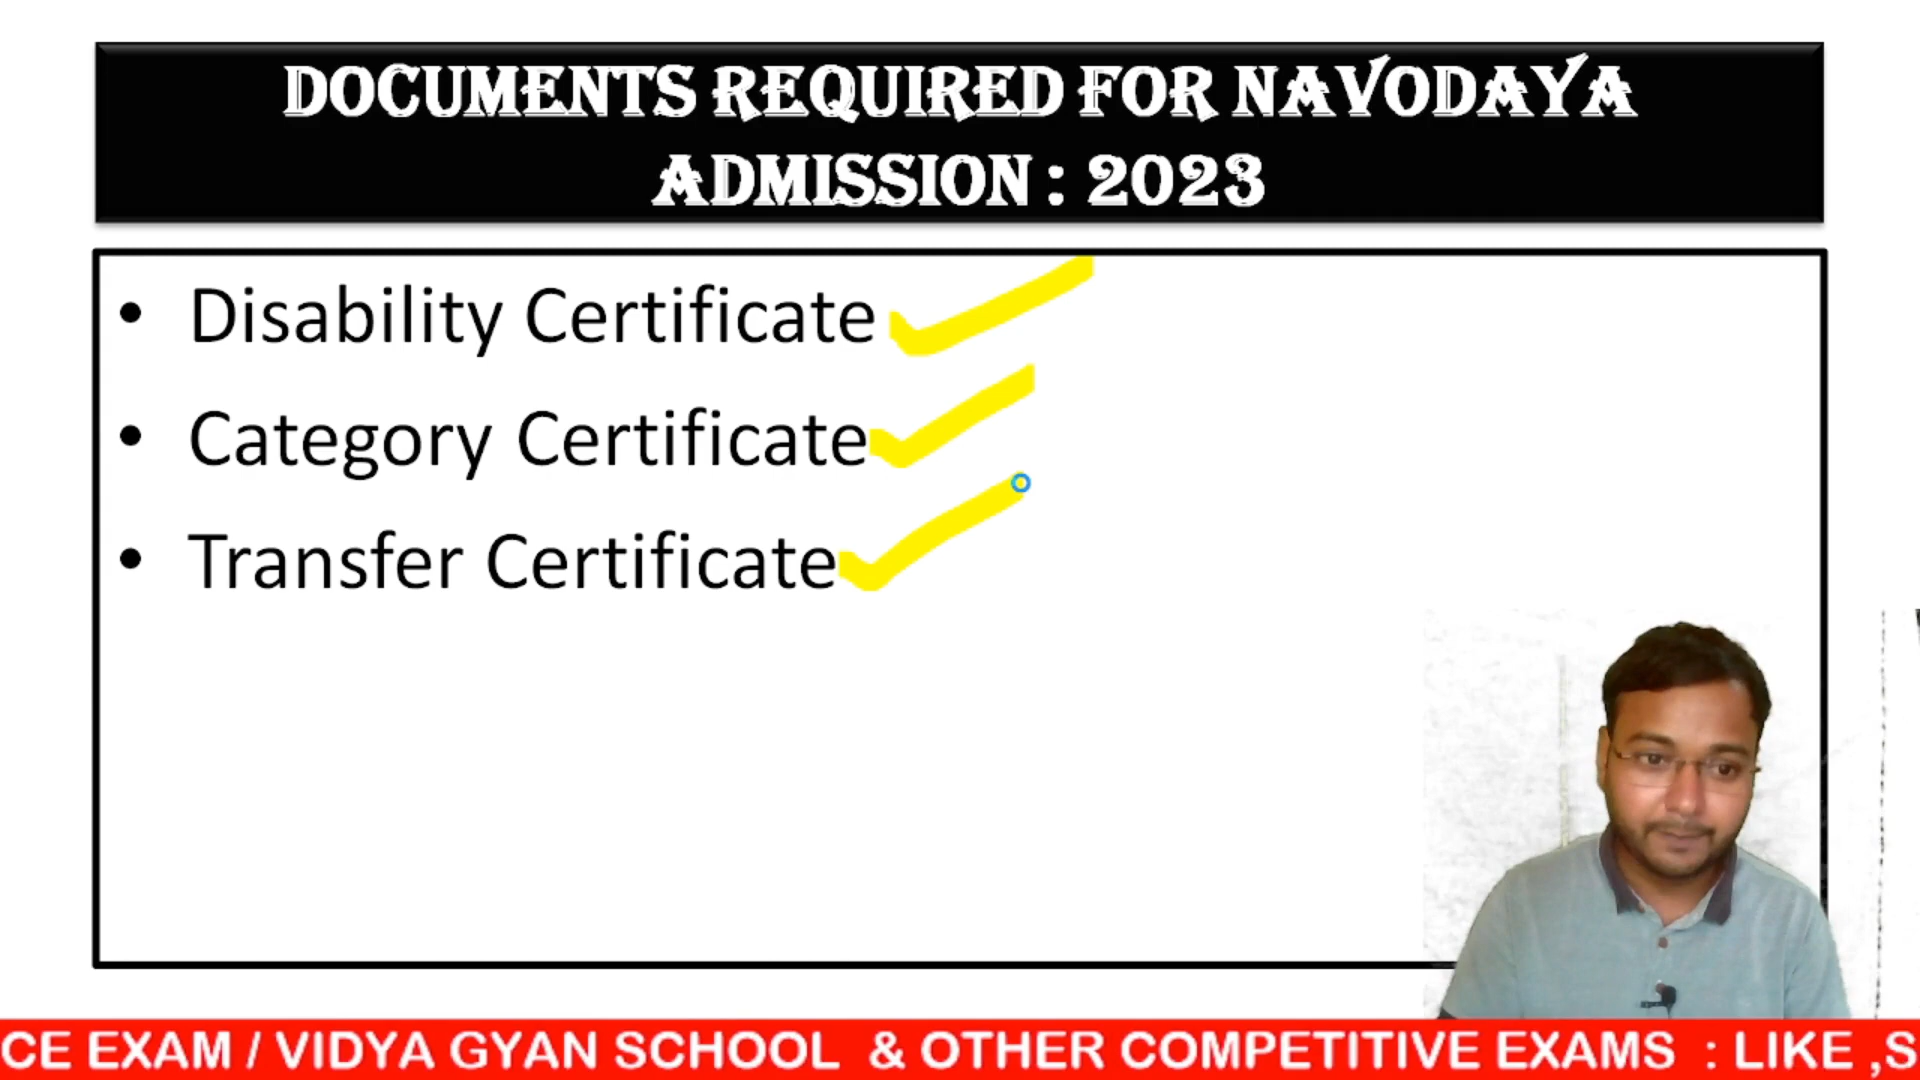 DOCUMENTS REQUIRED FOR NAVODAYA
ADMISSION : 2023
• Disability Certificate
• Category Certificate
• Transfer Certificate
CE EXAM / VIDYA GYAN SCHOOL & OTHER COMPETITIVE EXAMS : LIKE ,S